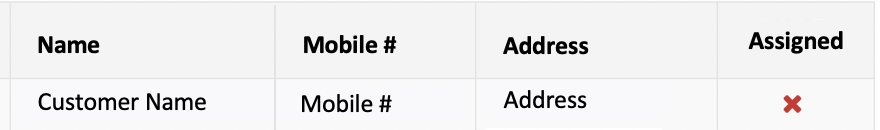 Name Mobile # Address Assigned
Customer Name Mobile # Address